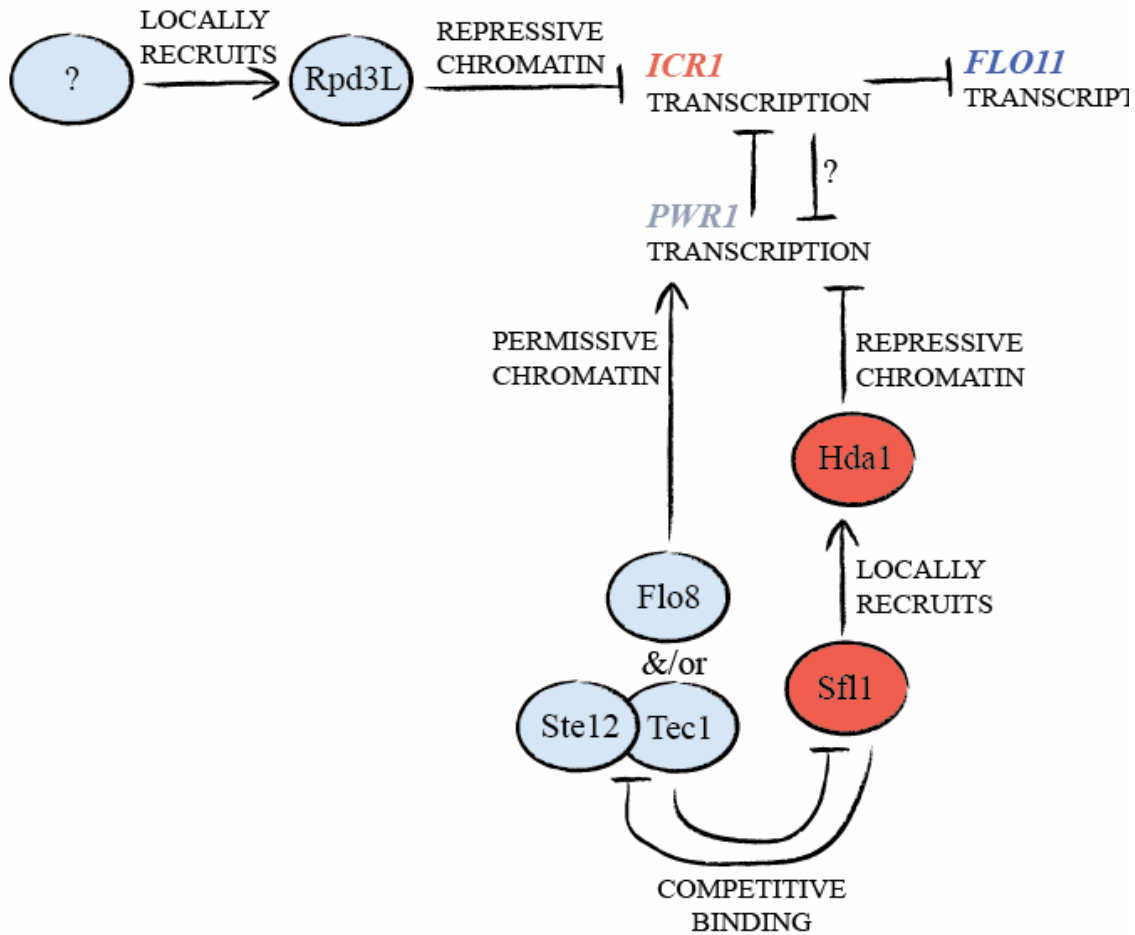 LOCALLY
RECRUITS
REPRESSIVE
CHROMATIN
?
Rpd3L
ICR1
TRANSCRIPTION
FLO11
TRANSCRIPT
?
PWR1
TRANSCRIPTION
PERMISSIVE
CHROMATIN
REPRESSIVE
CHROMATIN
Hda1
LOCALLY
RECRUITS
Flo8
&/or
Ste12
Tec1
Sfl1
COMPETITIVE
BINDING